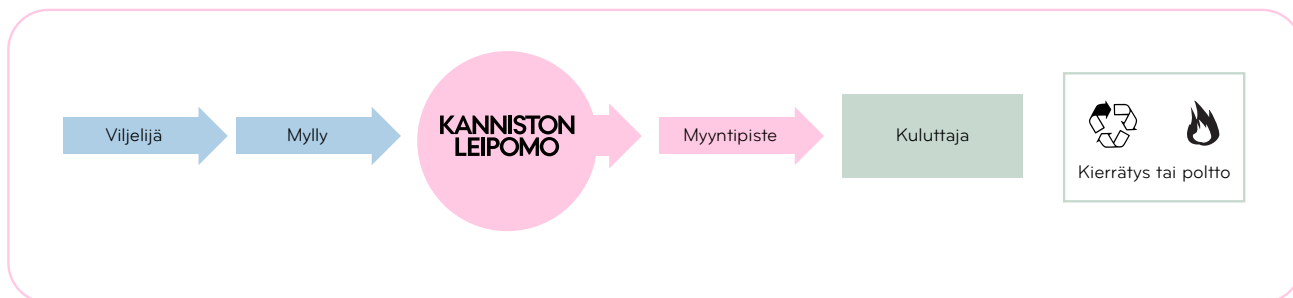 Viljelijä
Mylly
KANNISTON
LEIPOMO
Myyntipiste
Kuluttaja
Kierrätys tai poltto